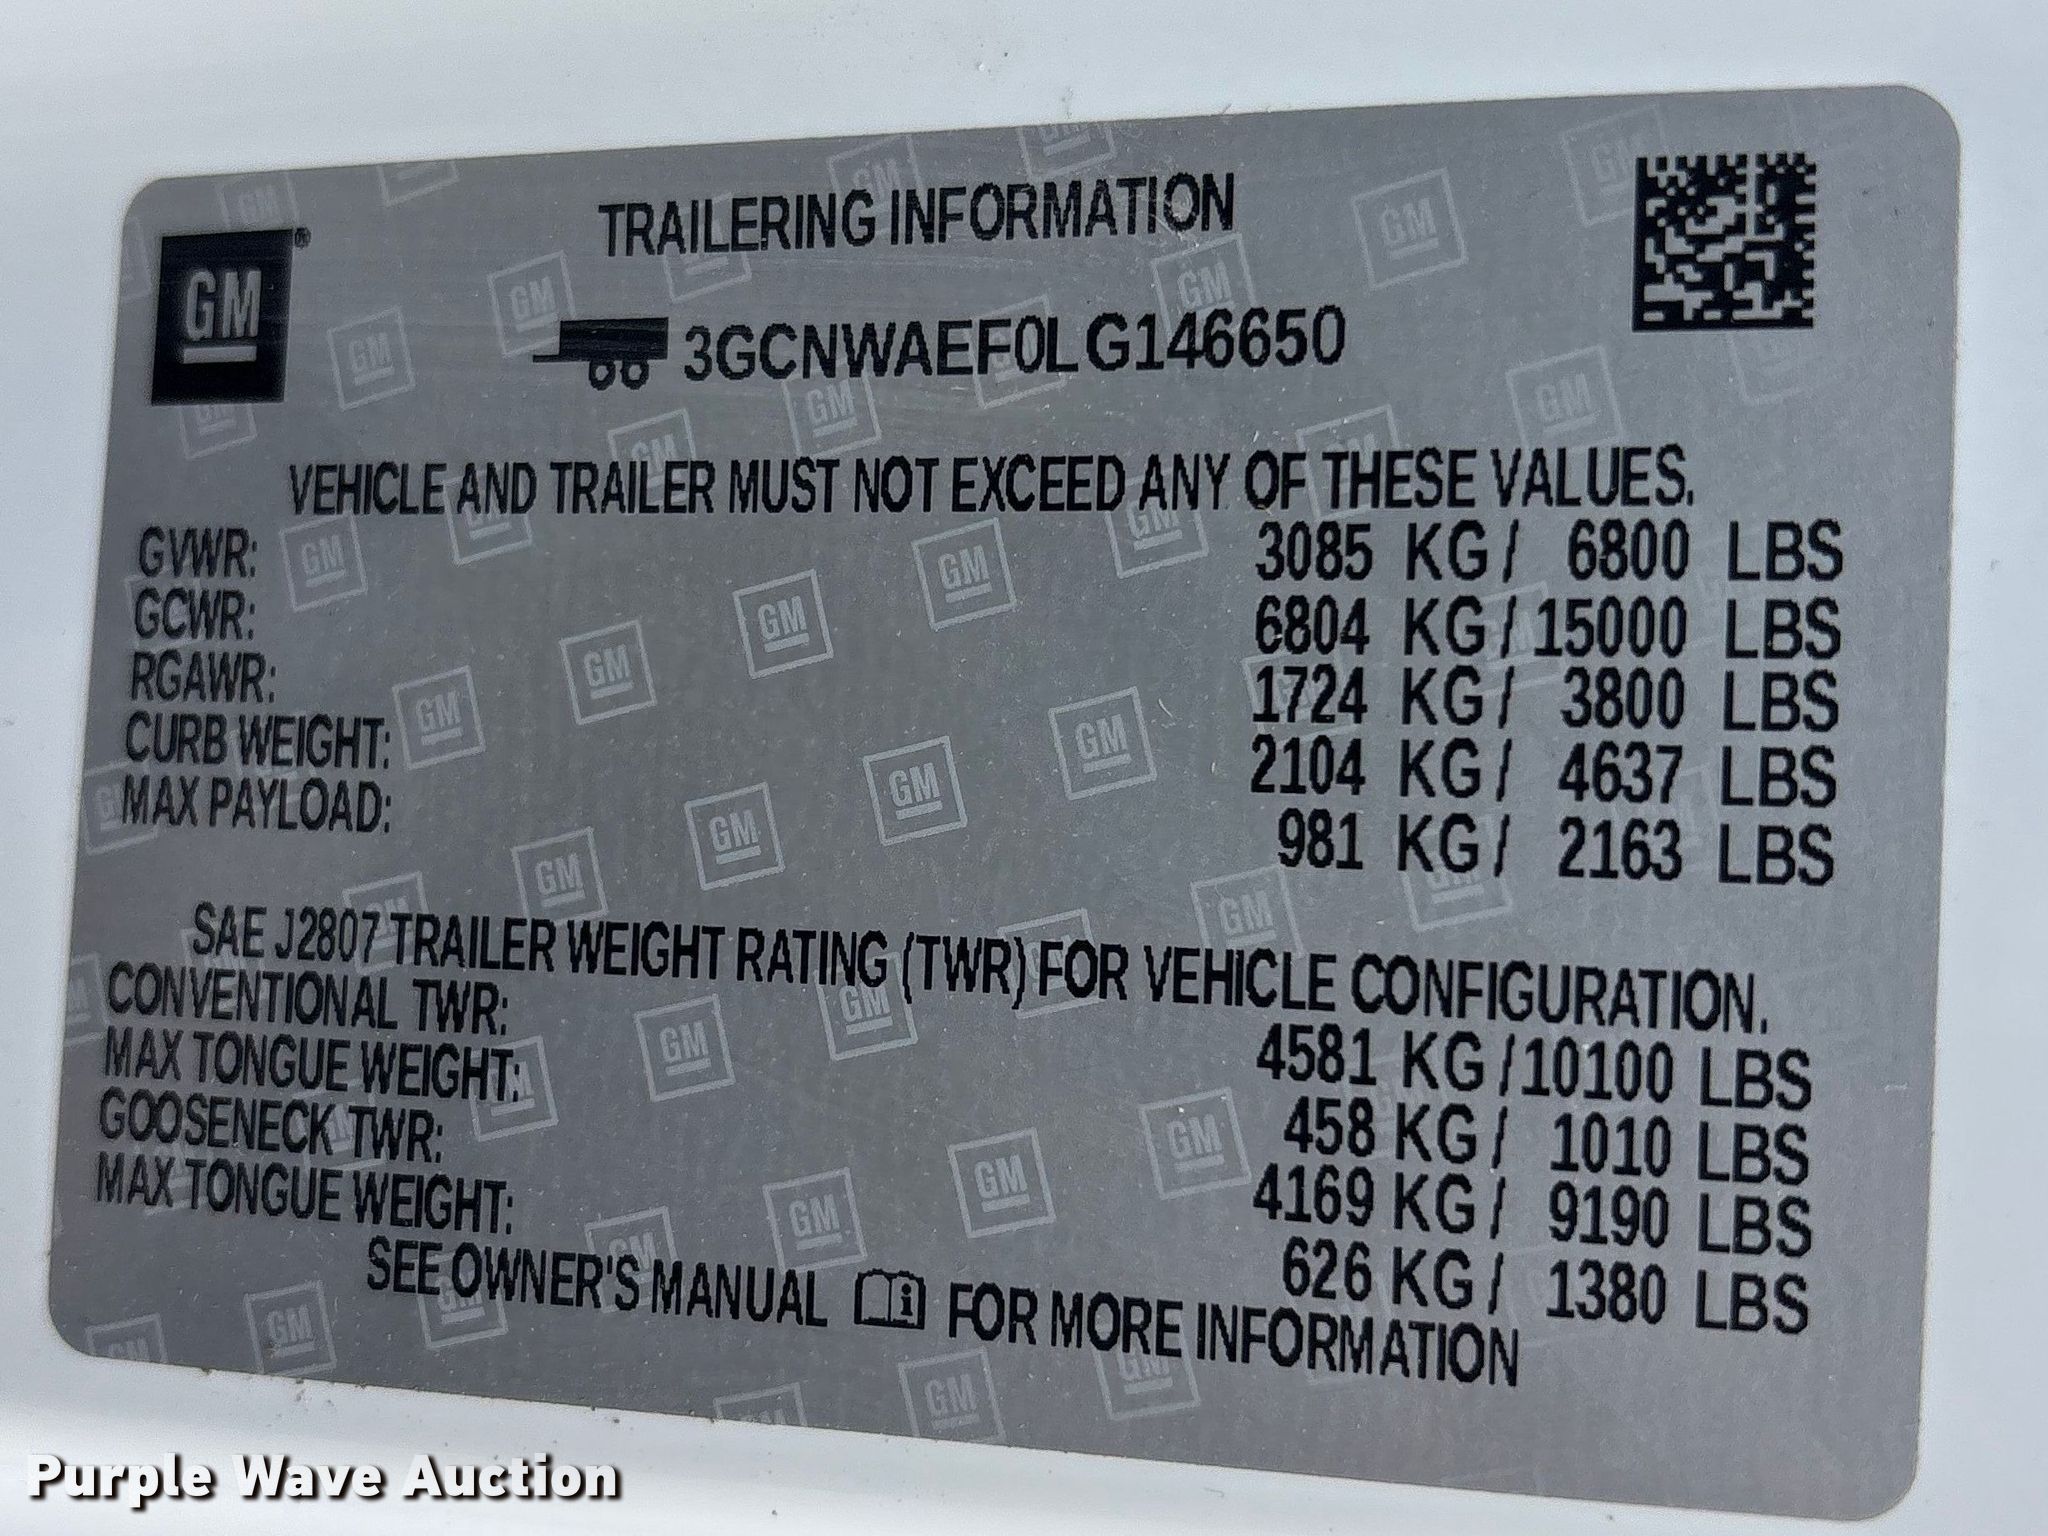 GM®
TRAILERING INFORMATION
3GCNWAEF0LG146650
VEHICLE AND TRAILER MUST NOT EXCEED ANY OF THESE VALUES.
GVWR: 3085 KG / 6800 LBS
GCWR: 6804 KG / 15000 LBS
RGAWR: 1724 KG / 3800 LBS
CURB WEIGHT: 2104 KG / 4637 LBS
MAX PAYLOAD: 981 KG / 2163 LBS
SAE J2807 TRAILER WEIGHT RATING (TWR) FOR VEHICLE CONFIGURATION.
CONVENTIONAL TWR: 4581 KG / 10100 LBS
MAX TONGUE WEIGHT: 458 KG / 1010 LBS
GOOSENECK TWR: 4169 KG / 9190 LBS
MAX TONGUE WEIGHT: 626 KG / 1380 LBS
SEE OWNER'S MANUAL FOR MORE INFORMATION
Purple Wave Auction